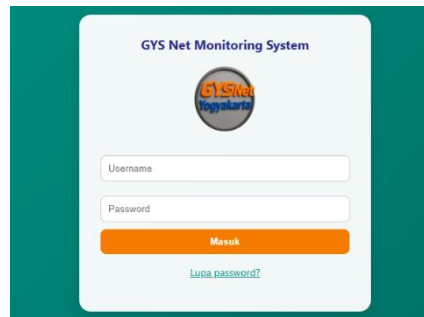 GYS Net Monitoring System
GYSNet
Yogyakarta
Username
Password
Masuk
Lupa password?